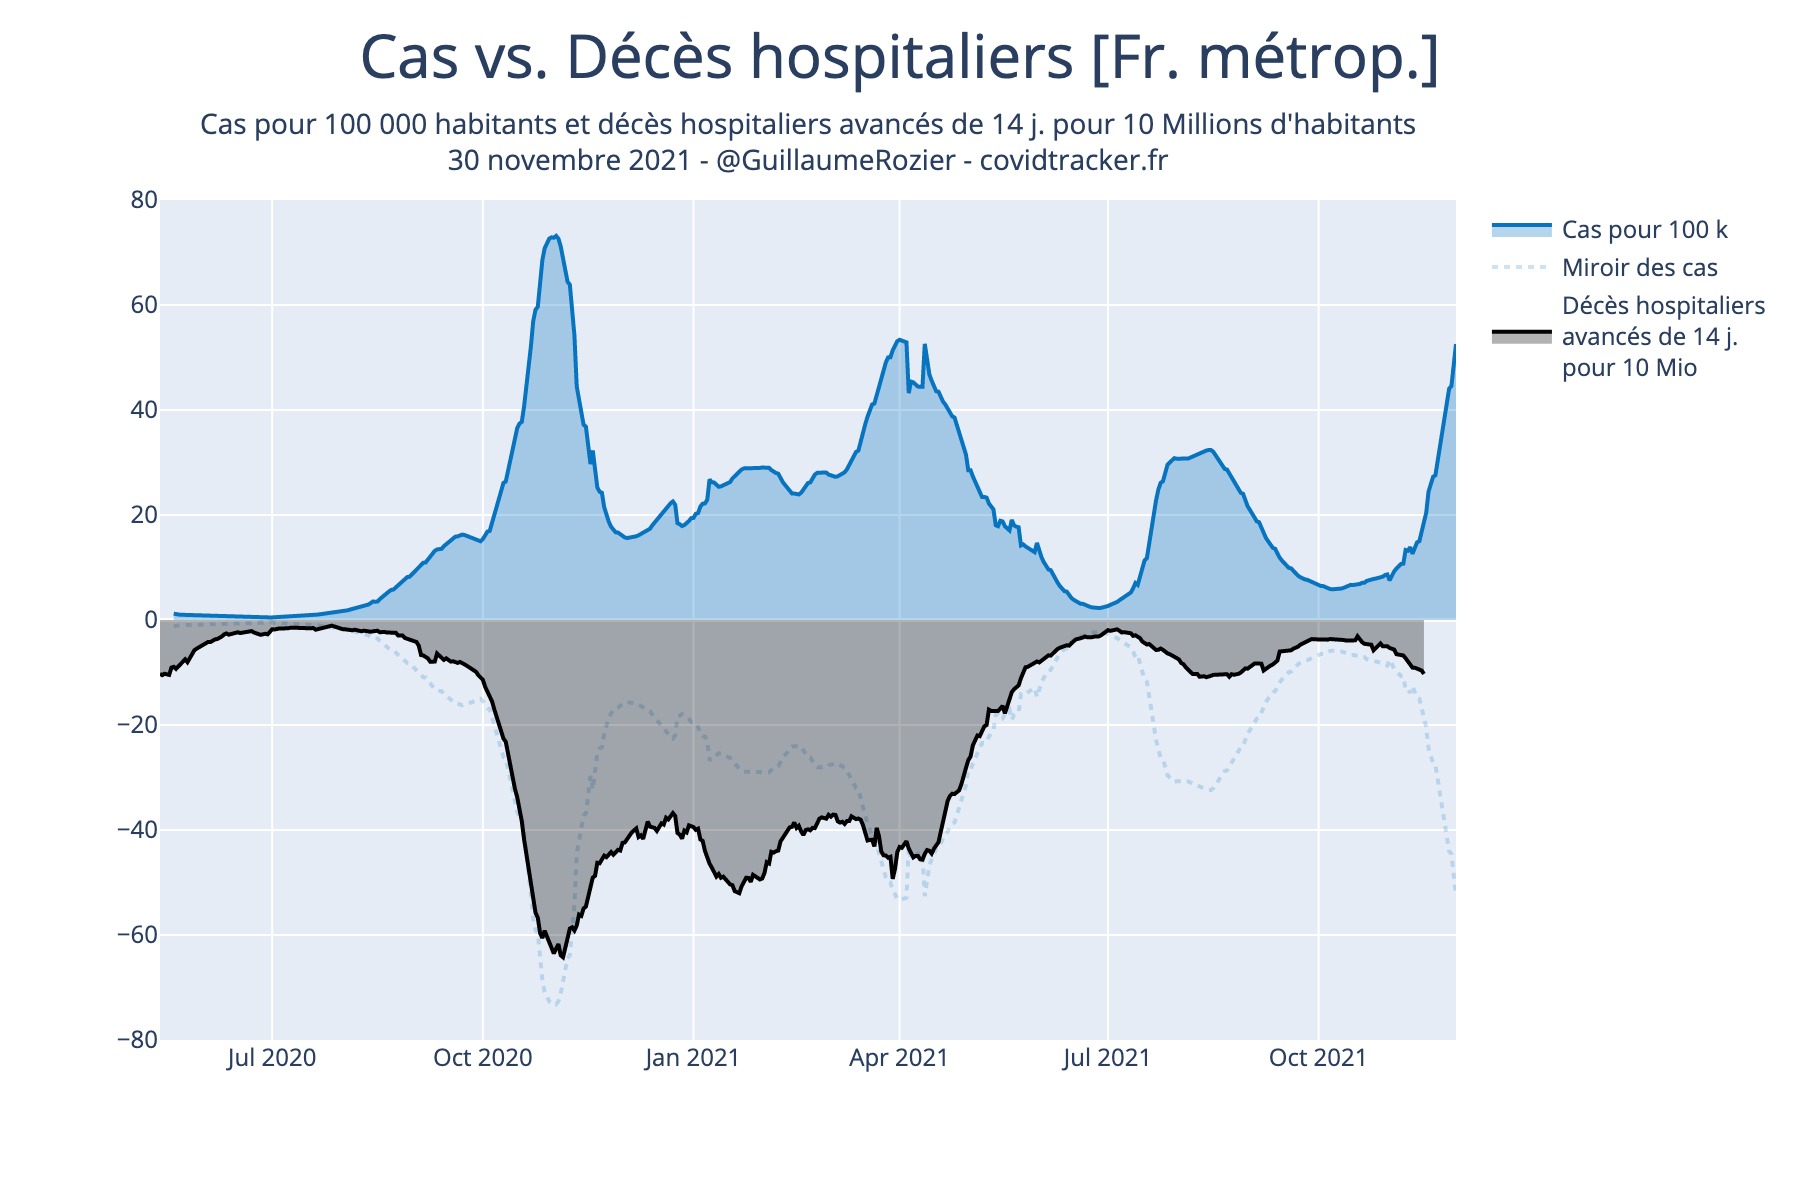 Cas vs. Décès hospitaliers [Fr. métrop.]
Cas pour 100 000 habitants et décès hospitaliers avancés de 14 j. pour 10 Millions d'habitants
30 novembre 2021 - @GuillaumeRozier - covidtracker.fr
80
60
40
20
0
−20
−40
−60
−80
Jul 2020
Oct 2020
Jan 2021
Apr 2021
Jul 2021
Oct 2021
Cas pour 100 k
Miroir des cas
Décès hospitaliers
avancés de 14 j.
pour 10 Mio